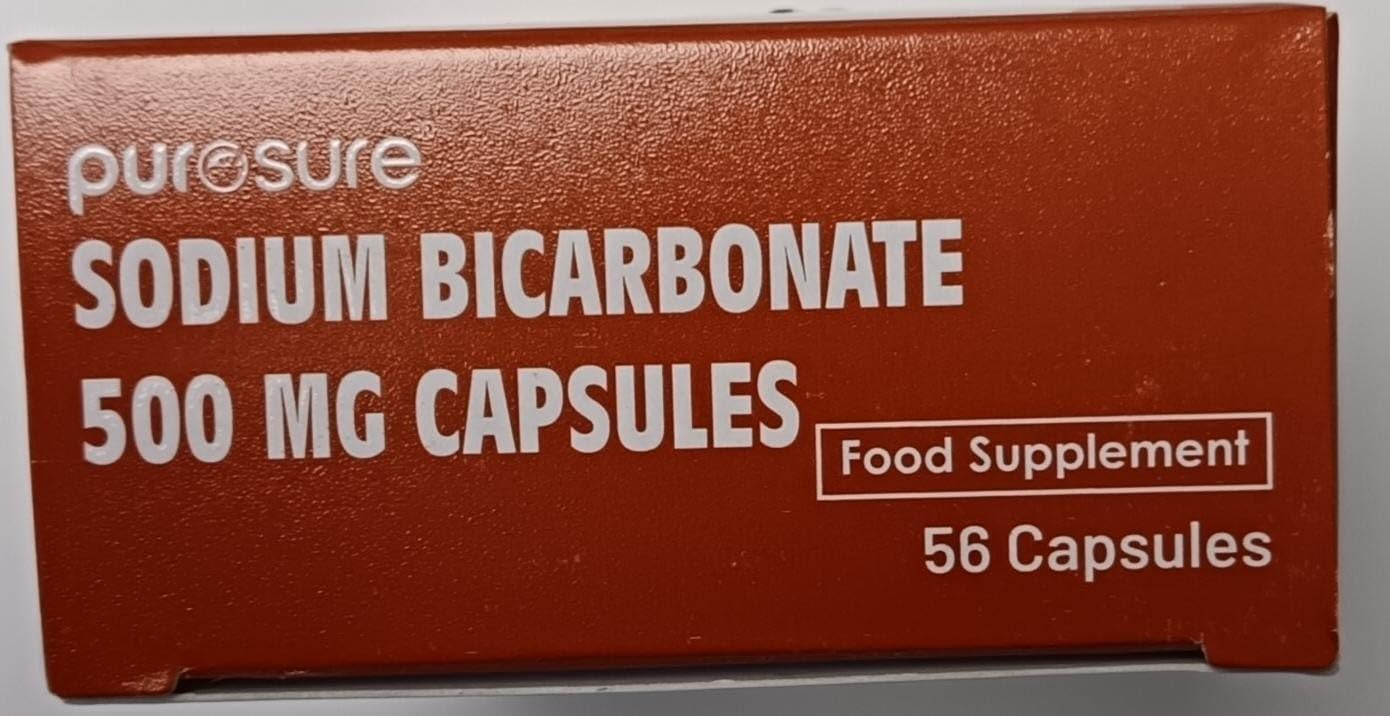 purosure
SODIUM BICARBONATE
500 MG CAPSULES
Food Supplement
56 Capsules